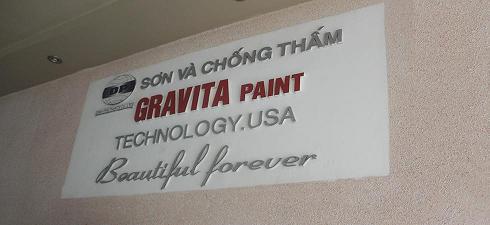 SƠN VÀ CHỐNG THẤM
GRAVITA PAINT
TECHNOLOGY.USA
Beautiful forever